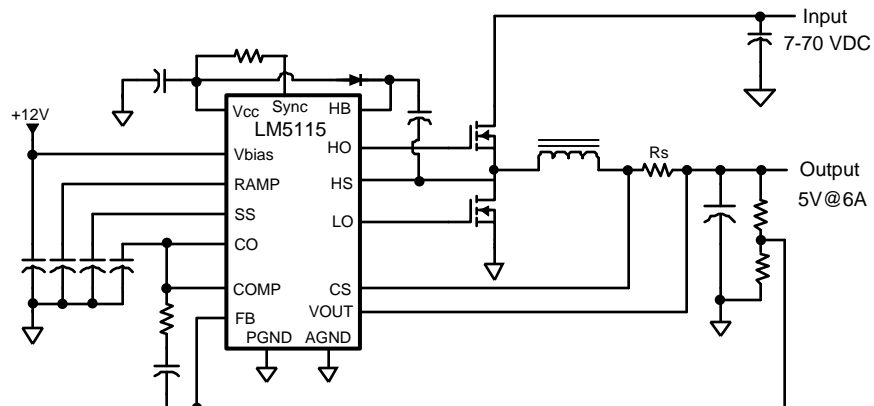 Input
7-70 VDC
+12V
Vcc
Sync
HB
LM5115
Vbias
HO
RAMP
HS
SS
LO
CO
COMP
CS
FB
VOUT
PGND
AGND
Rs
Output
5V@6A